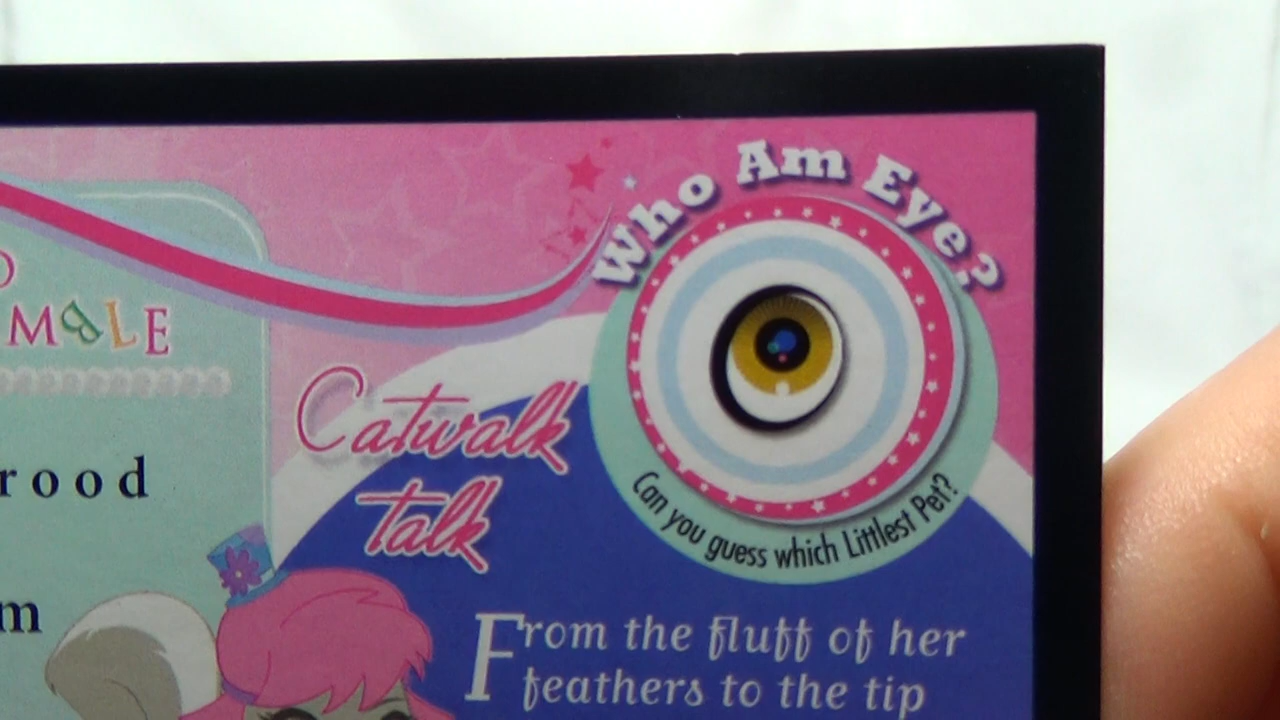 Who Am Eye?
MBLE
Catwalk
Talk
Can you guess which Littlest Pet?
rood
m
From the fluff of her
feathers to the tip